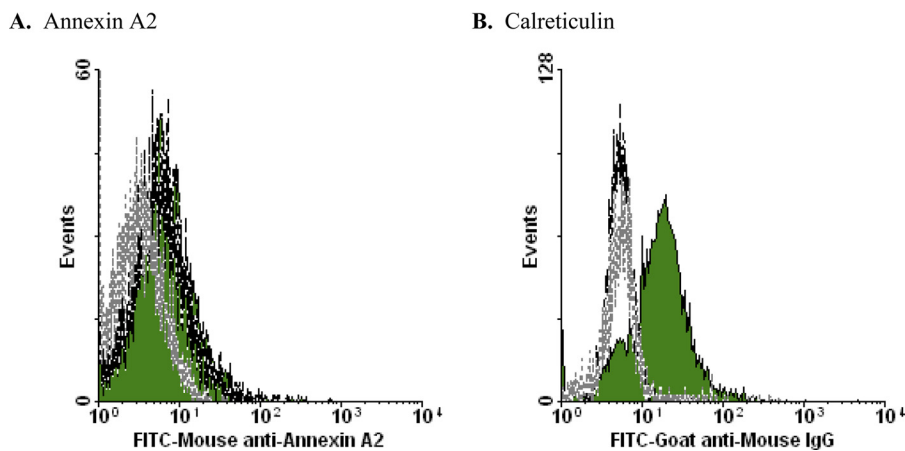 A. Annexin A2
B. Calreticulin
60
Events
0
10^0 10^1 10^2 10^3 10^4
FITC-Mouse anti-Annexin A2
128
Events
0
10^0 10^1 10^2 10^3 10^4
FITC-Goat anti-Mouse IgG